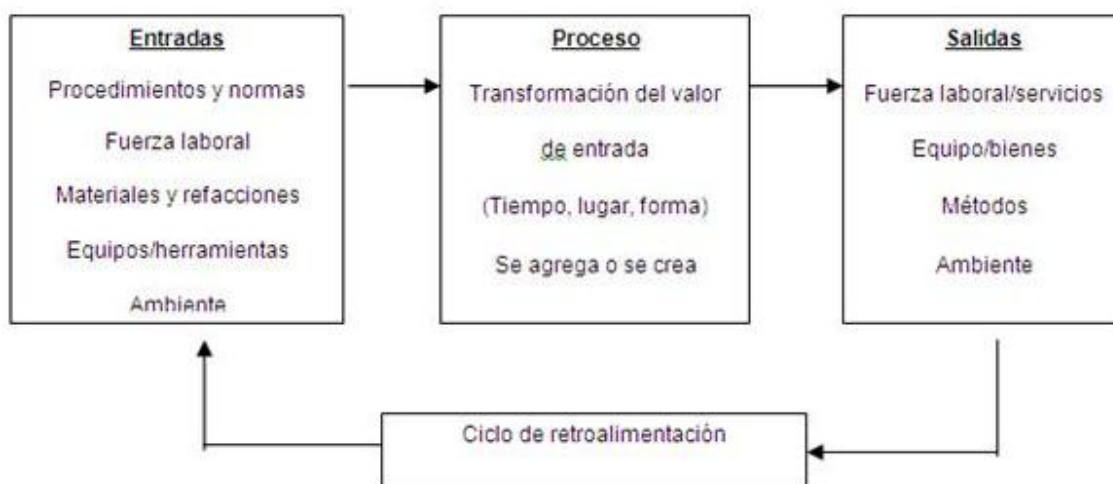 Entradas
Procedimientos y normas
Fuerza laboral
Materiales y refacciones
Equipos/herramientas
Ambiente
Proceso
Transformación del valor
de entrada
(Tiempo, lugar, forma)
Se agrega o se crea
Salidas
Fuerza laboral/servicios
Equipo/bienes
Métodos
Ambiente
Ciclo de retroalimentación